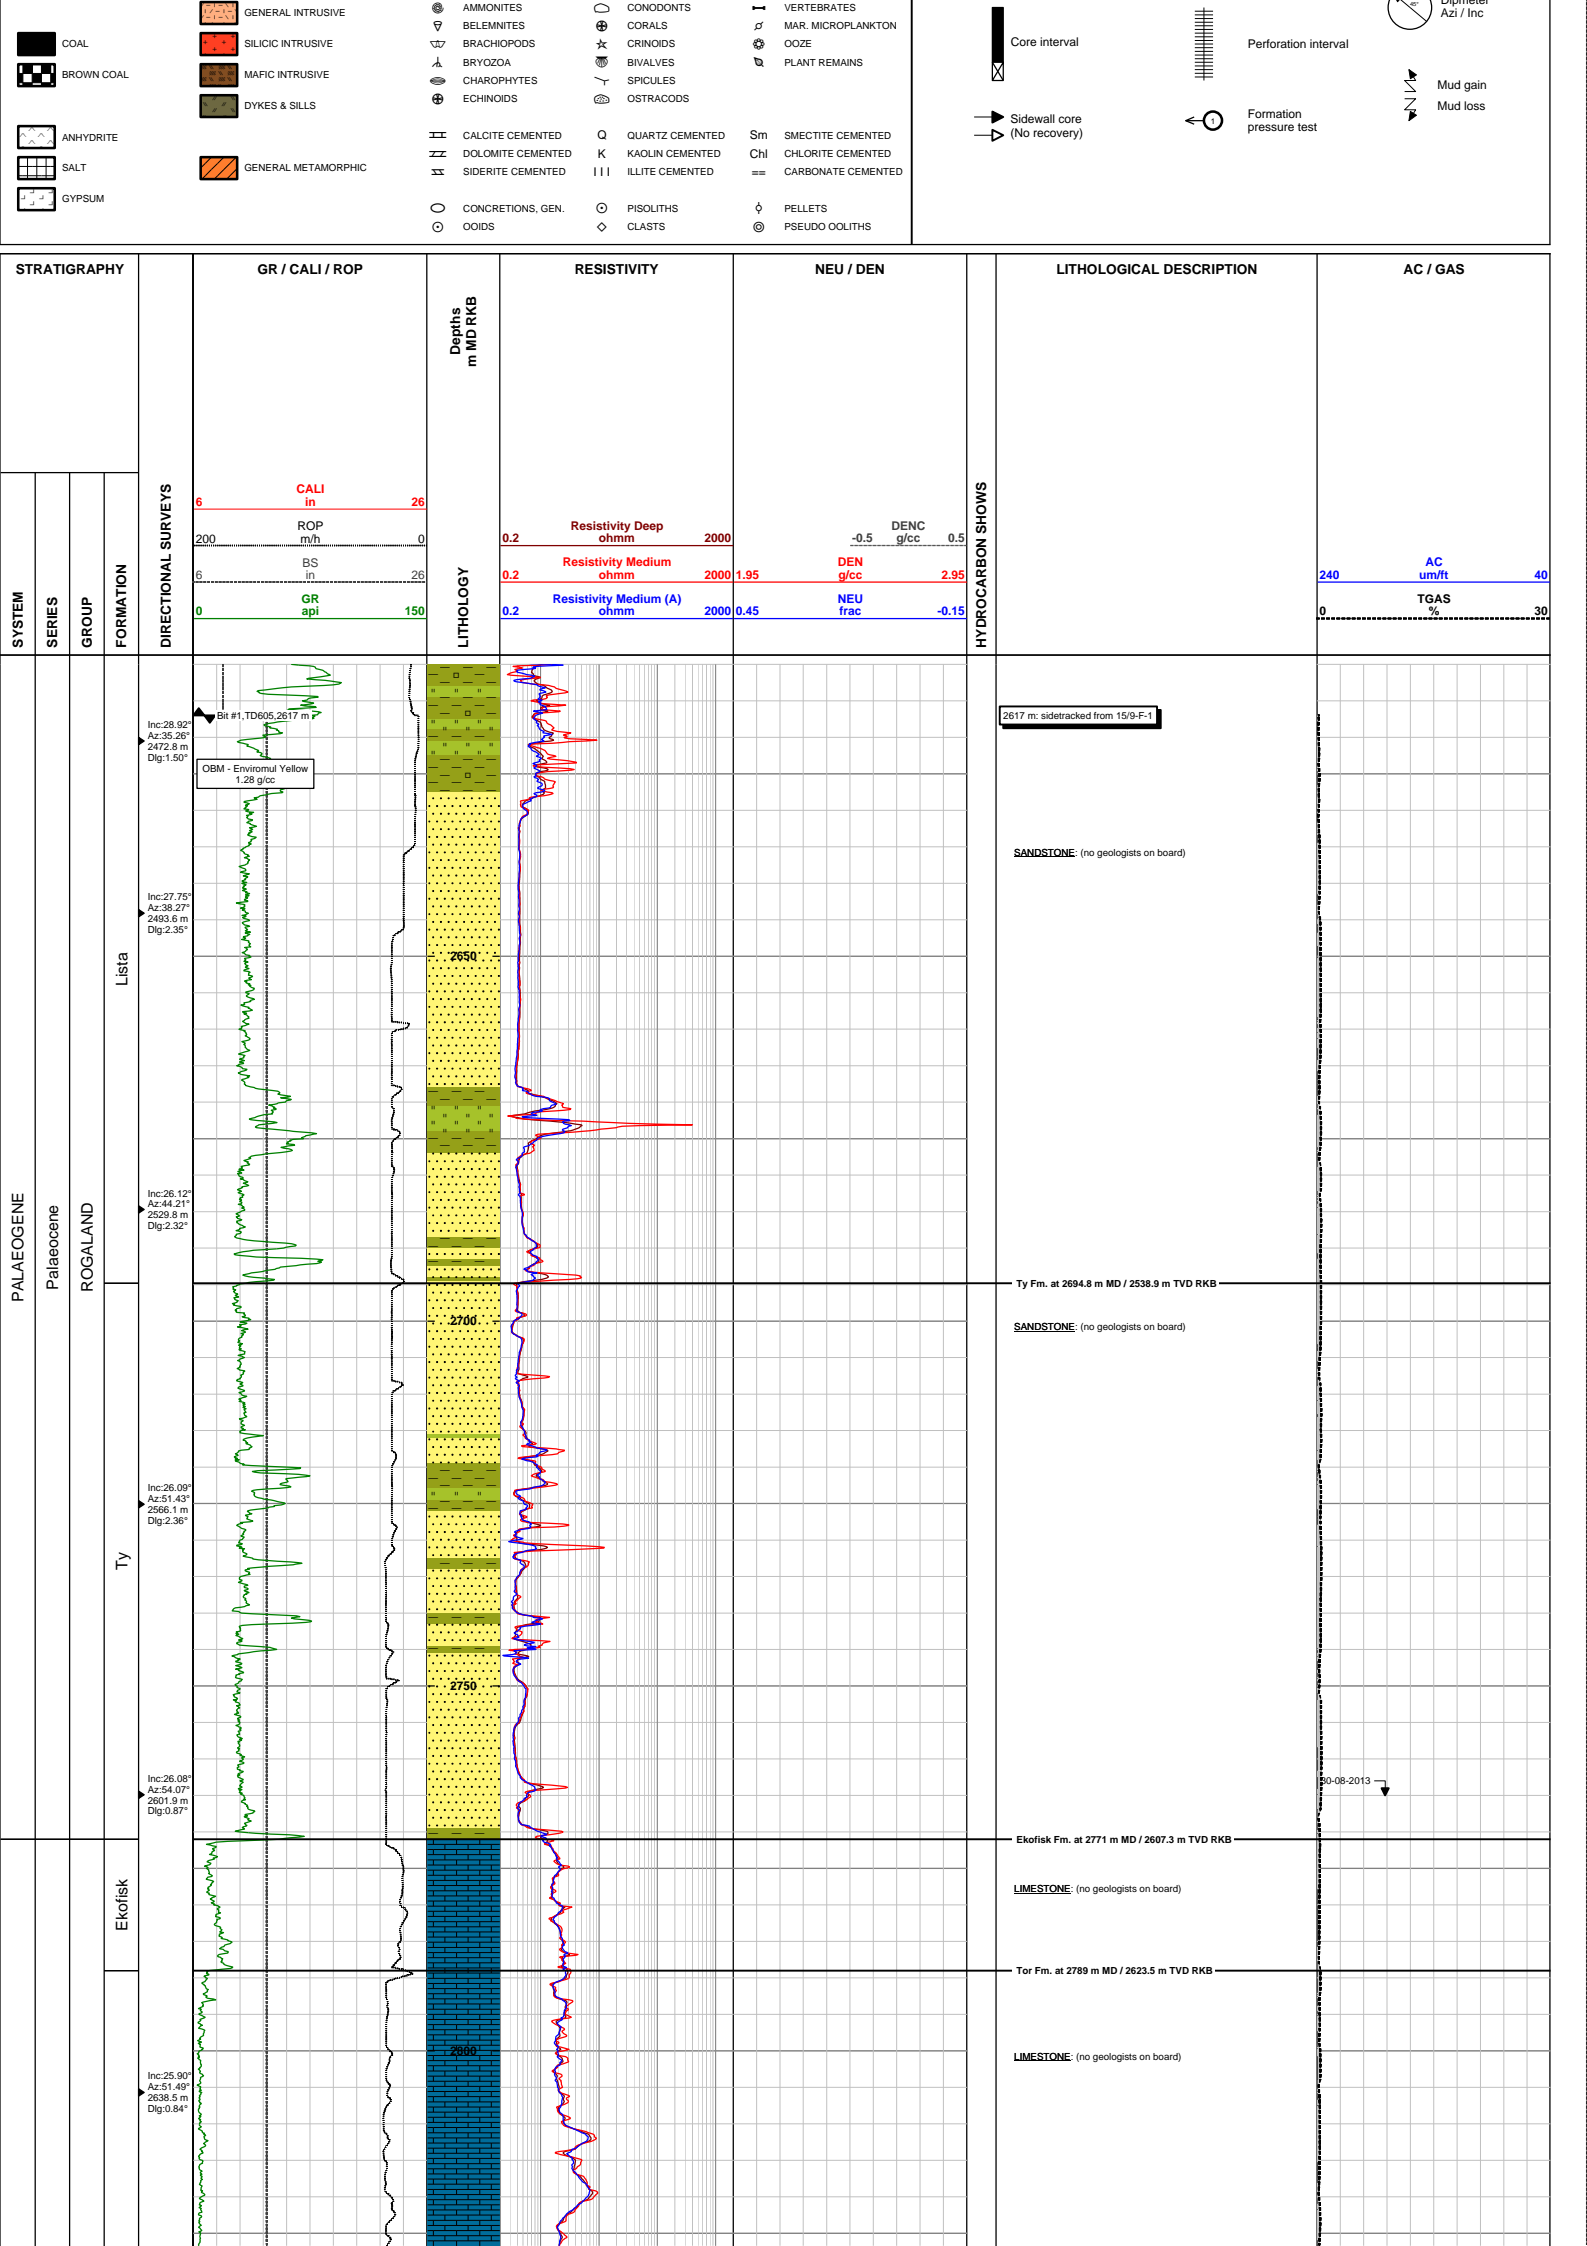 COAL
BROWN COAL
ANHYDRITE
SALT
GYPSUM
GENERAL INTRUSIVE
SILICIC INTRUSIVE
MAFIC INTRUSIVE
DYKES & SILLS
GENERAL METAMORPHIC
AMMONITES
BELEMNITES
BRACHIOPODS
BRYOZOA
CHAROPHYTES
ECHINOIDS
CONODONTS
CORALS
CRINOIDS
BIVALVES
SPICULES
OSTRACODS
VERTEBRATES
MAR. MICROPLANKTON
OOZE
PLANT REMAINS
CALCITE CEMENTED
DOLOMITE CEMENTED
SIDERITE CEMENTED
Q QUARTZ CEMENTED
K KAOLIN CEMENTED
ILLITE CEMENTED
Sm SMECTITE CEMENTED
Chl CHLORITE CEMENTED
== CARBONATE CEMENTED
CONCRETIONS, GEN.
OOIDS
PISOLITHS
CLASTS
PELLETS
PSEUDO OOLITHS
Core interval
Sidewall core
(No recovery)
Perforation interval
1
Formation
pressure test
45°
Dipmeter
Azi / Inc
Mud gain
Mud loss
STRATIGRAPHY
GR / CALI / ROP
RESISTIVITY
NEU / DEN
LITHOLOGICAL DESCRIPTION
AC / GAS
SYSTEM
SERIES
GROUP
FORMATION
DIRECTIONAL SURVEYS
Depths
m MD RKB
LITHOLOGY
HYDROCARBON SHOWS
CALI
6 in 26
ROP
200 m/h 0
BS
6 in 26
GR
0 api 150
Resistivity Deep
0.2 ohmm 2000
Resistivity Medium
0.2 ohmm 2000
Resistivity Medium (A)
0.2 ohmm 2000
DENC
-0.5 g/cc 0.5
DEN
1.95 g/cc 2.95
NEU
0.45 frac -0.15
AC
240 um/ft 40
TGAS
0 % 30
PALAEOGENE
Palaeocene
ROGALAND
Lista
Ty
Ekofisk
Bit #1,TD605,2617 m
2617 m: sidetracked from 15/9-F-1
Inc:28.92°
Az:35.26°
2472.8 m
Dlg:1.50°
OBM - Enviromul Yellow
1.28 g/cc
SANDSTONE: (no geologists on board)
Inc:27.75°
Az:38.27°
2493.6 m
Dlg:2.35°
2650
Inc:26.12°
Az:44.21°
2529.8 m
Dlg:2.32°
Ty Fm. at 2694.8 m MD / 2538.9 m TVD RKB
2700
SANDSTONE: (no geologists on board)
Inc:26.09°
Az:51.43°
2566.1 m
Dlg:2.36°
2750
Inc:26.08°
Az:54.07°
2601.9 m
Dlg:0.87°
30-08-2013
Ekofisk Fm. at 2771 m MD / 2607.3 m TVD RKB
LIMESTONE: (no geologists on board)
Tor Fm. at 2789 m MD / 2623.5 m TVD RKB
2800
LIMESTONE: (no geologists on board)
Inc:25.90°
Az:51.49°
2638.5 m
Dlg:0.84°